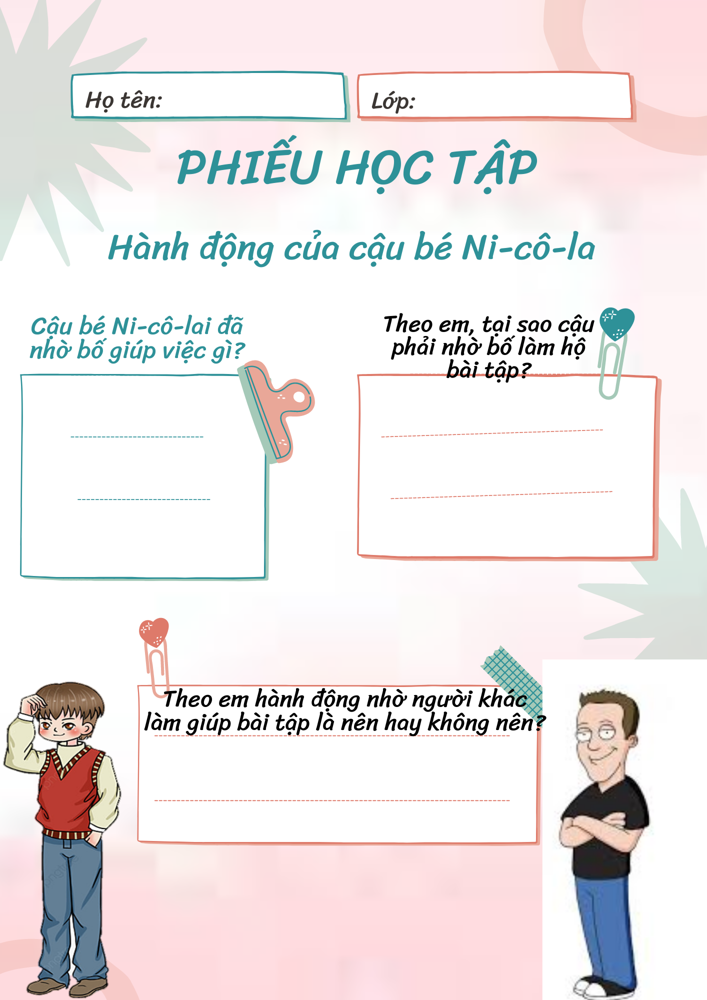 Họ tên:
Lớp:
PHIẾU HỌC TẬP
Hành động của cậu bé Ni-cô-la
Cậu bé Ni-cô-lai đã
nhờ bố giúp việc gì?
Theo em, tại sao cậu
phải nhờ bố làm hộ
bài tập?
Theo em hành động nhờ người khác
làm giúp bài tập là nên hay không nên?